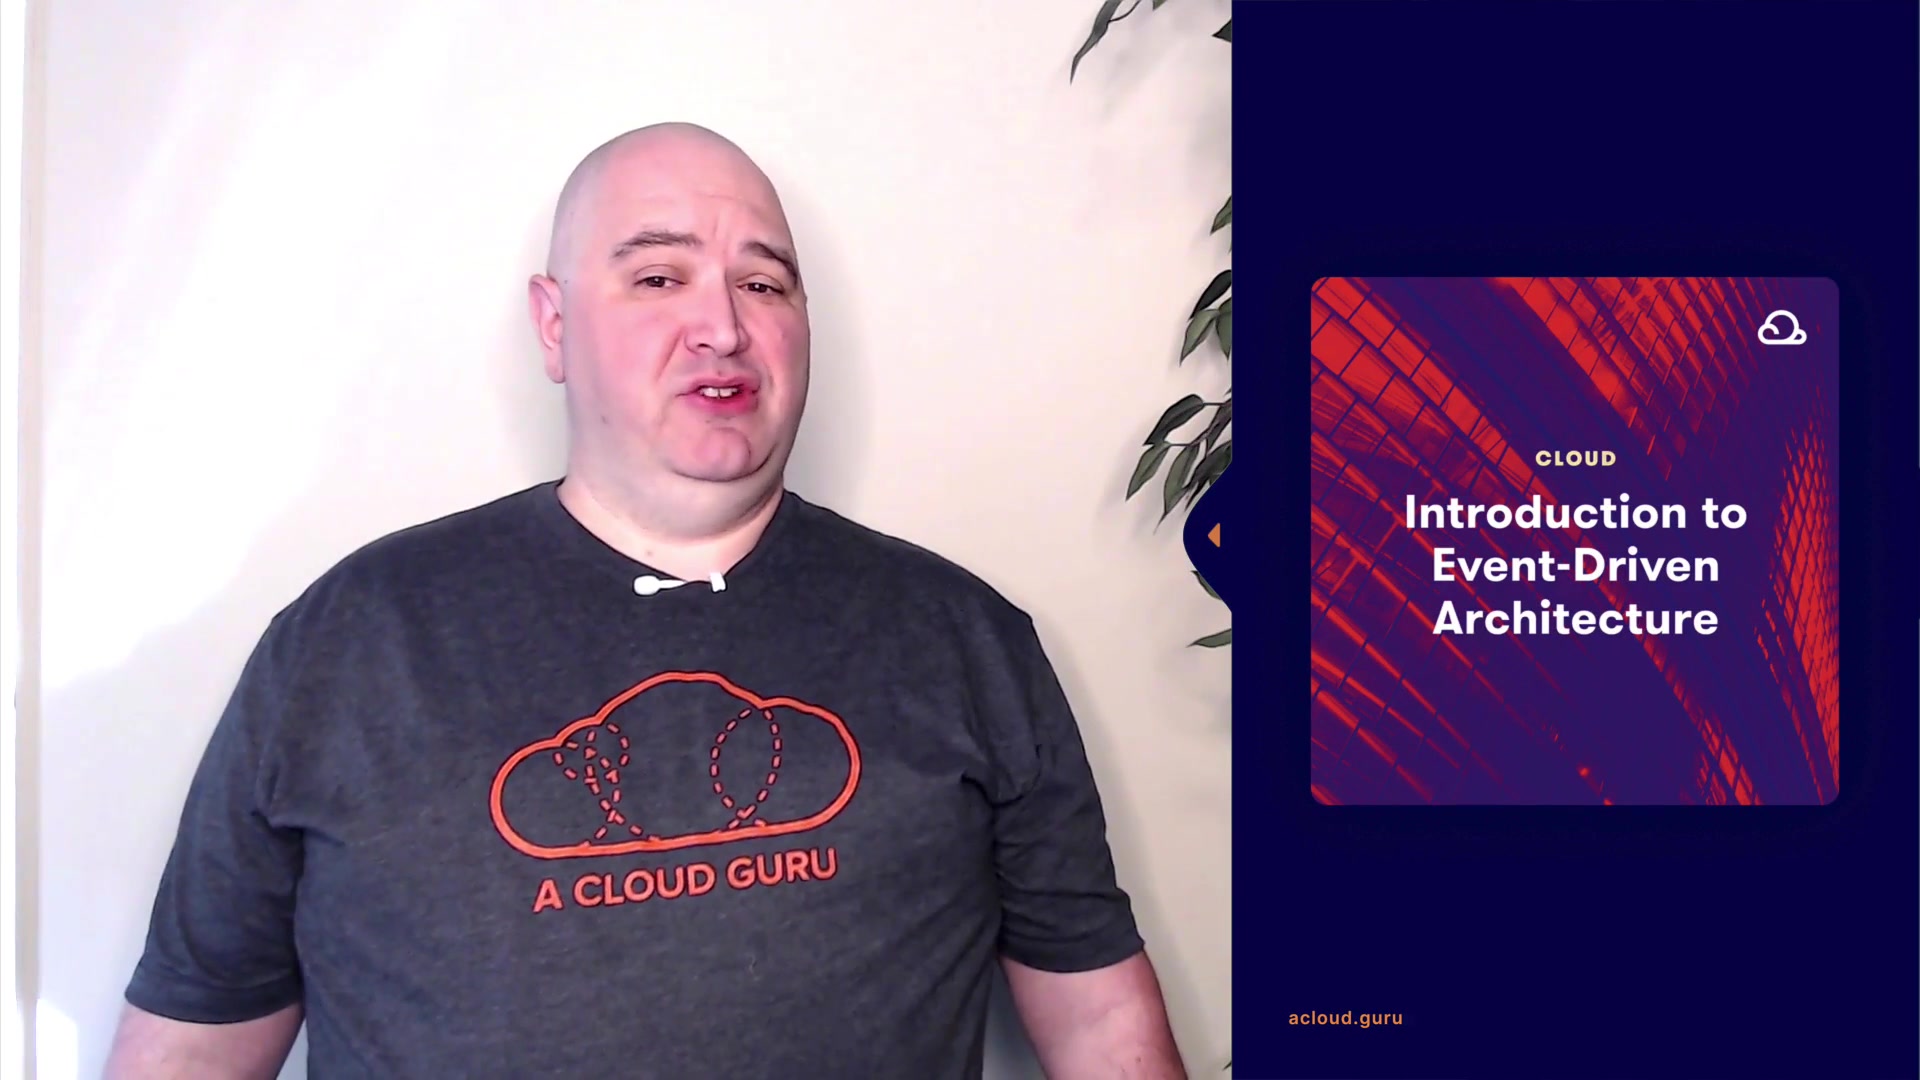 A CLOUD GURU
CLOUD
Introduction to
Event-Driven
Architecture
acloud.guru